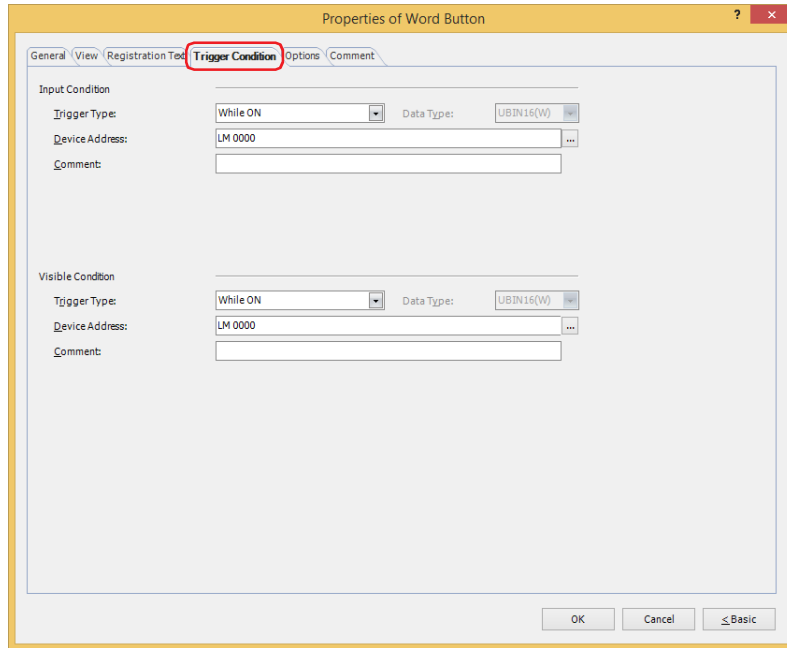 Properties of Word Button ? ×
General View Registration Text Trigger Condition Options Comment
Input Condition
Trigger Type: While ON Data Type: UBIN16(W)
Device Address: LM 0000 ...
Comment:
Visible Condition
Trigger Type: While ON Data Type: UBIN16(W)
Device Address: LM 0000 ...
Comment:
OK Cancel < Basic